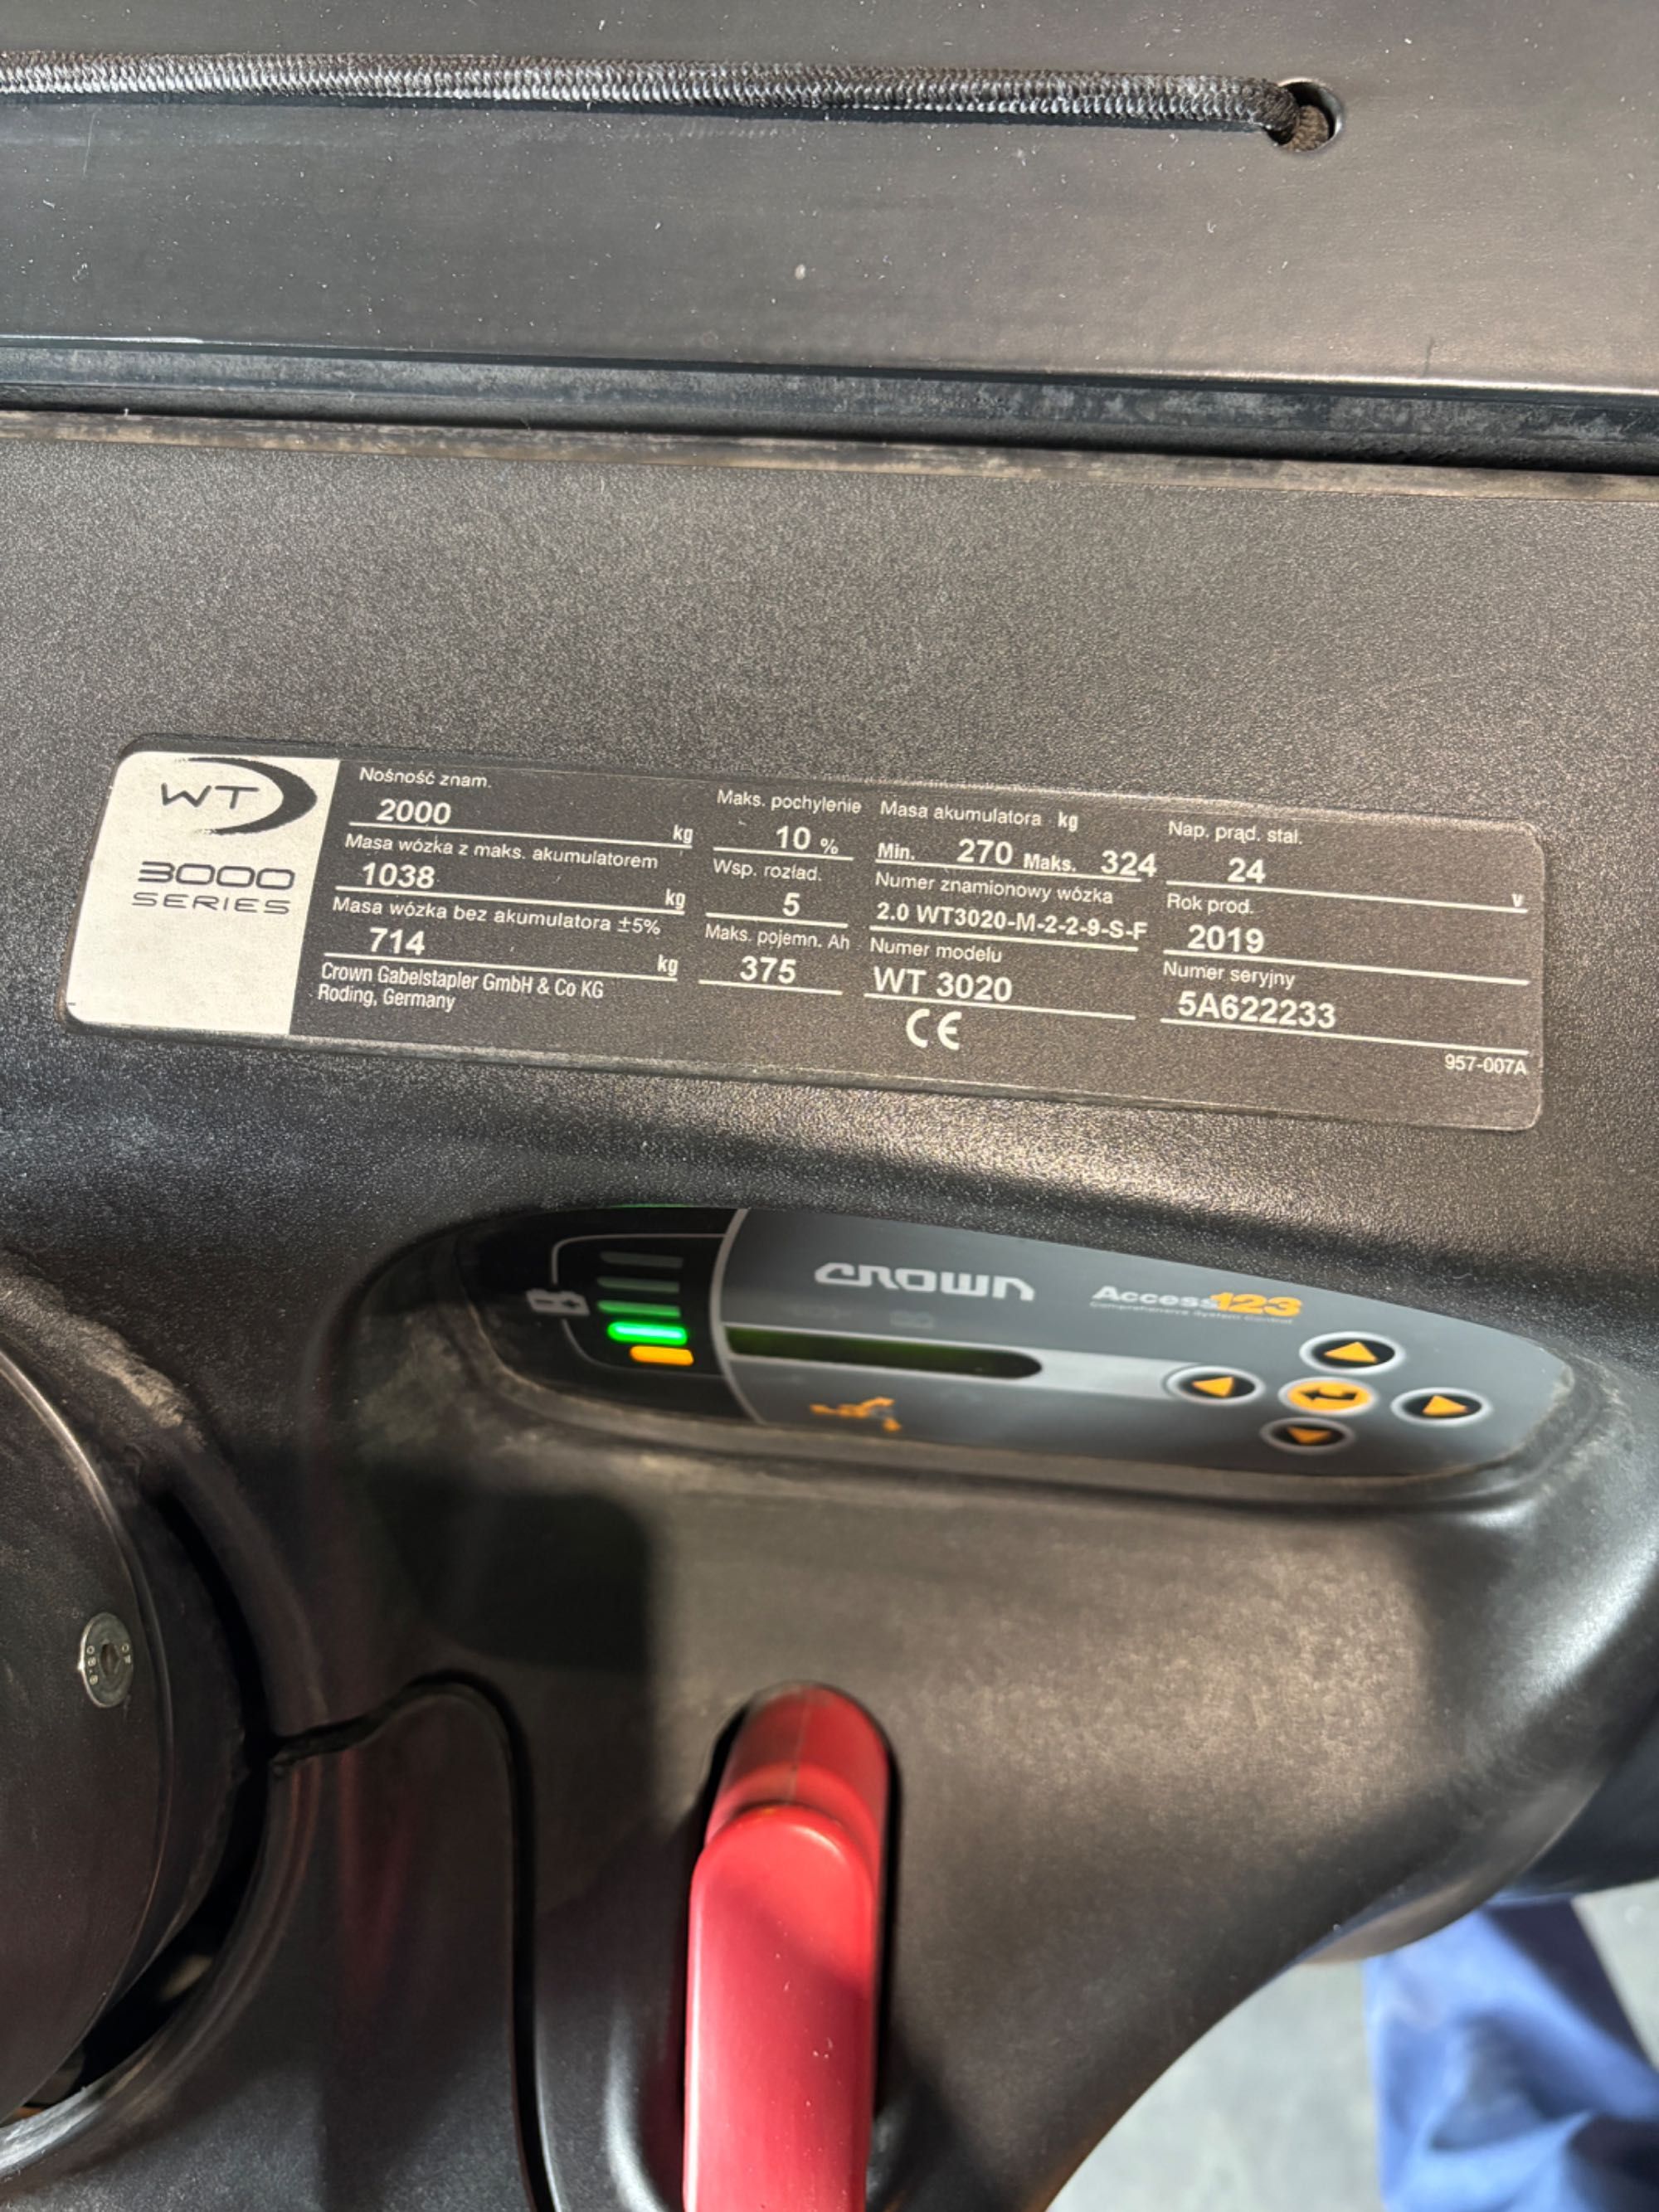 WT
3000
SERIES
Nośność znam.
2000 kg
Masa wózka z maks. akumulatorem
1038 kg
Masa wózka bez akumulatora ±5%
714 kg
Crown Gabelstapler GmbH & Co KG
Roding, Germany
Maks. pochylenie
10 %
Wsp. rozład.
5
Maks. pojemn. Ah
375
Masa akumulatora kg
Min. 270 Maks. 324
Numer znamionowy wózka
2.0 WT3020-M-2-2-9-S-F
Numer modelu
WT 3020
CE
Nap. prąd. stał.
24 V
Rok prod.
2019
Numer seryjny
5A622233
957-007A
CROWN
Access123
Comprehensive System Control